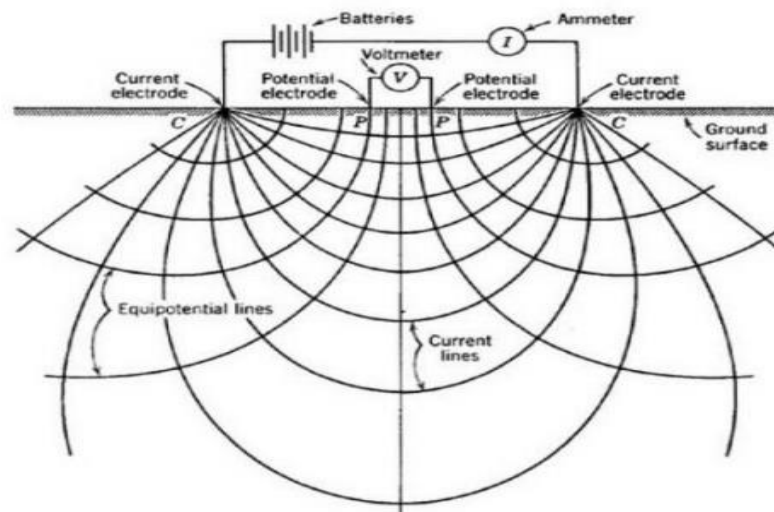 Batteries
Ammeter
I
Voltmeter
V
Current
electrode
Potential
electrode
Potential
electrode
Current
electrode
C
P
P
C
Ground
surface
Equipotential lines
Current
lines